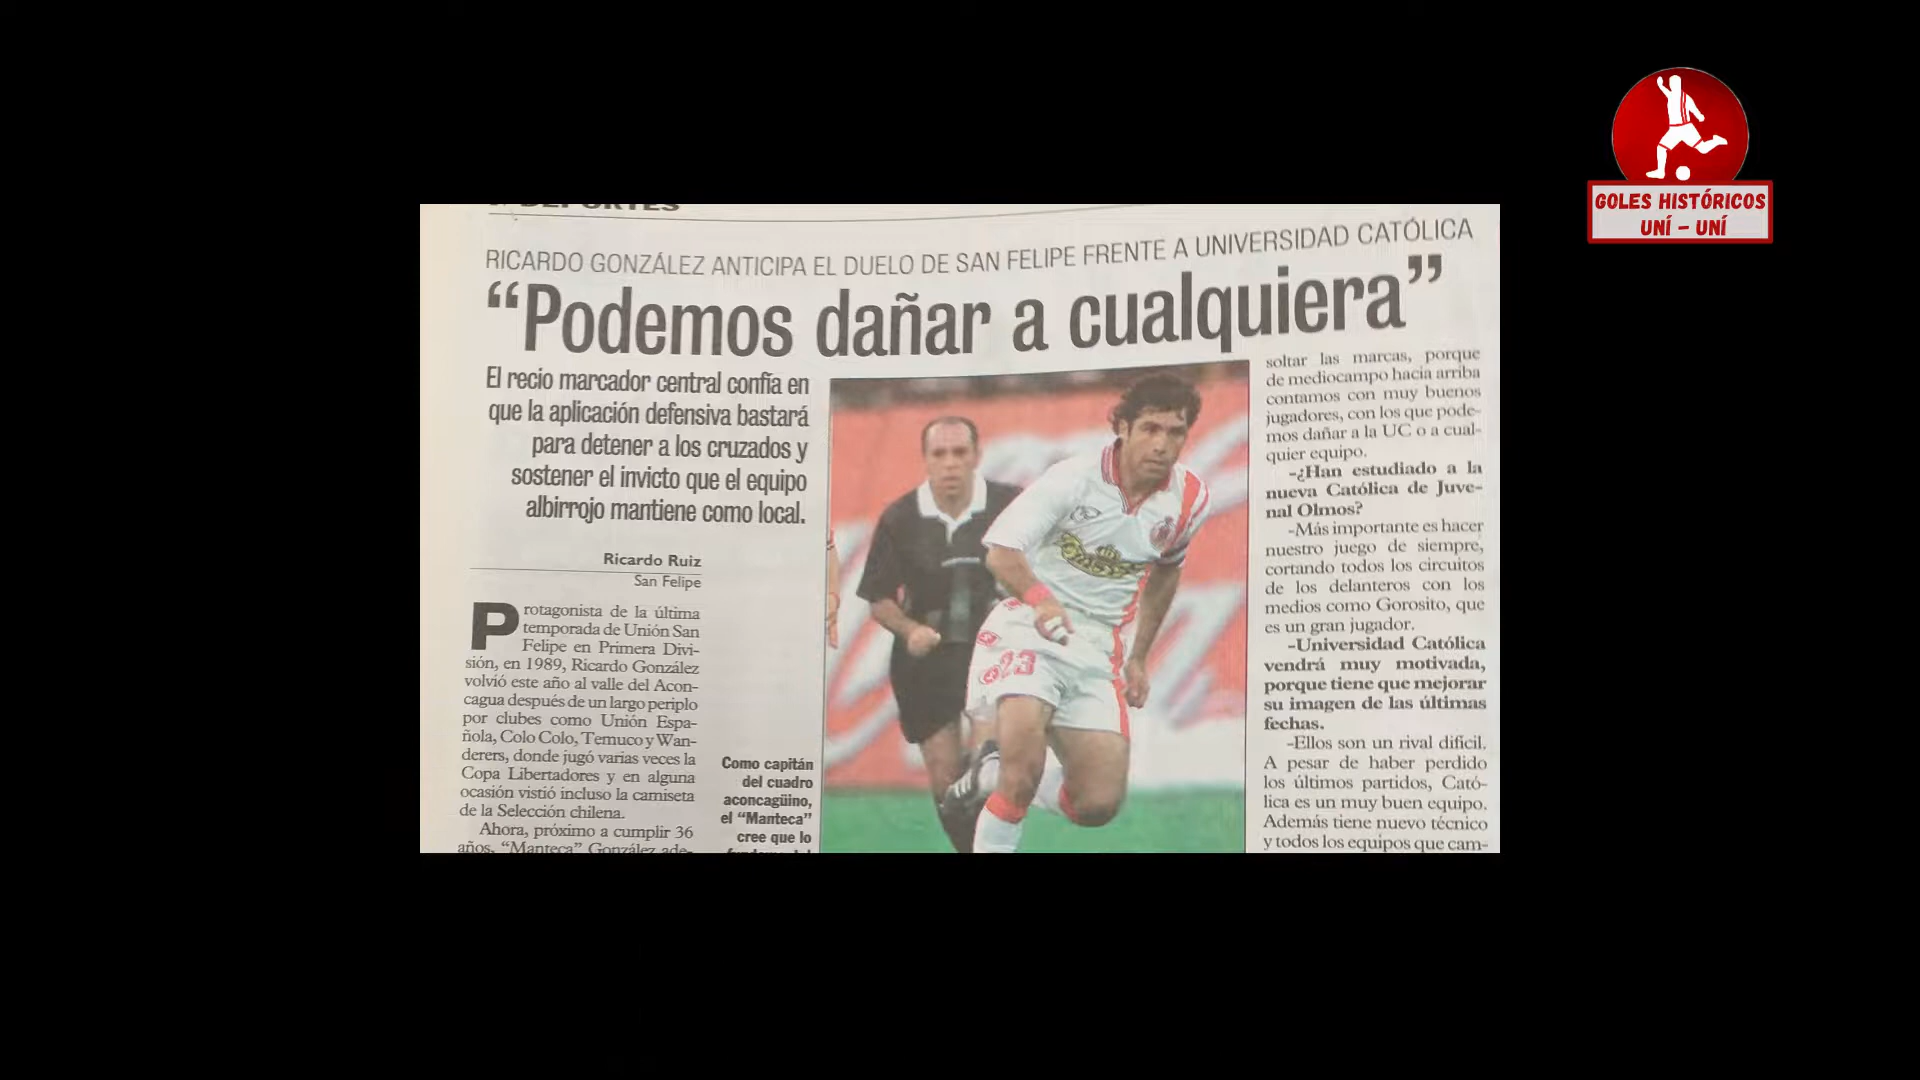 DEPORTES
RICARDO GONZÁLEZ ANTICIPA EL DUELO DE SAN FELIPE FRENTE A UNIVERSIDAD CATÓLICA
“Podemos dañar a cualquiera”
El recio marcador central confía en
que la aplicación defensiva bastará
para detener a los cruzados y
sostener el invicto que el equipo
albirrojo mantiene como local.
Ricardo Ruiz
San Felipe
Protagonista de la última
temporada de Unión San
Felipe en Primera Divi-
sión, en 1989, Ricardo González
volvió este año al valle del Acon-
cagua después de un largo periplo
por clubes como Unión Espa-
ñola, Colo Colo, Temuco y Wan-
derers, donde jugó varias veces la
Copa Libertadores y en alguna
ocasión vistió incluso la camiseta
de la Selección chilena.
Ahora, próximo a cumplir 36
años, “Manteca” González ade-
Como capitán
del cuadro
aconcagüino,
el “Manteca”
cree que lo
23
soltar las marcas, porque
de mediocampo hacia arriba
contamos con muy buenos
jugadores, con los que pode-
mos dañar a la UC o a cual-
quier equipo.
-¿Han estudiado a la
nueva Católica de Juve-
nal Olmos?
-Más importante es hacer
nuestro juego de siempre,
cortando todos los circuitos
de los delanteros con los
medios como Gorosito, que
es un gran jugador.
-Universidad Católica
vendrá muy motivada,
porque tiene que mejorar
su imagen de las últimas
fechas.
-Ellos son un rival difícil.
A pesar de haber perdido
los últimos partidos, Cató-
lica es un muy buen equipo.
Además tiene nuevo técnico
y todos los equipos que cam-
GOLES HISTÓRICOS
UNÍ - UNÍ